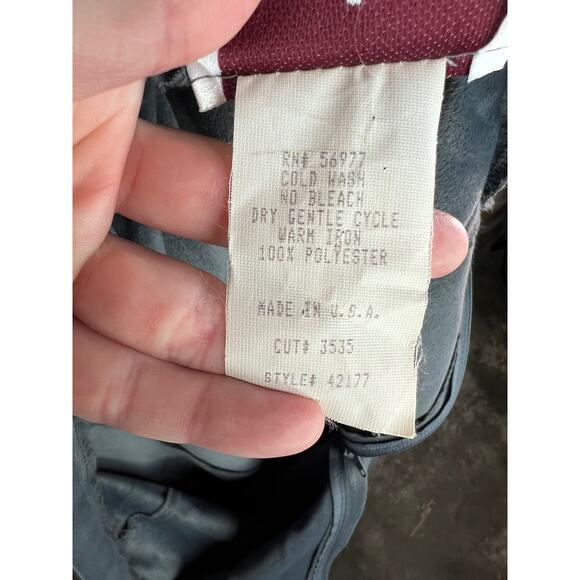 RN# 56977
COLD WASH
NO BLEACH
DRY GENTLE CYCLE
WARM IRON
100% POLYESTER
MADE IN U.S.A.
CUT# 3535
STYLE# 42177